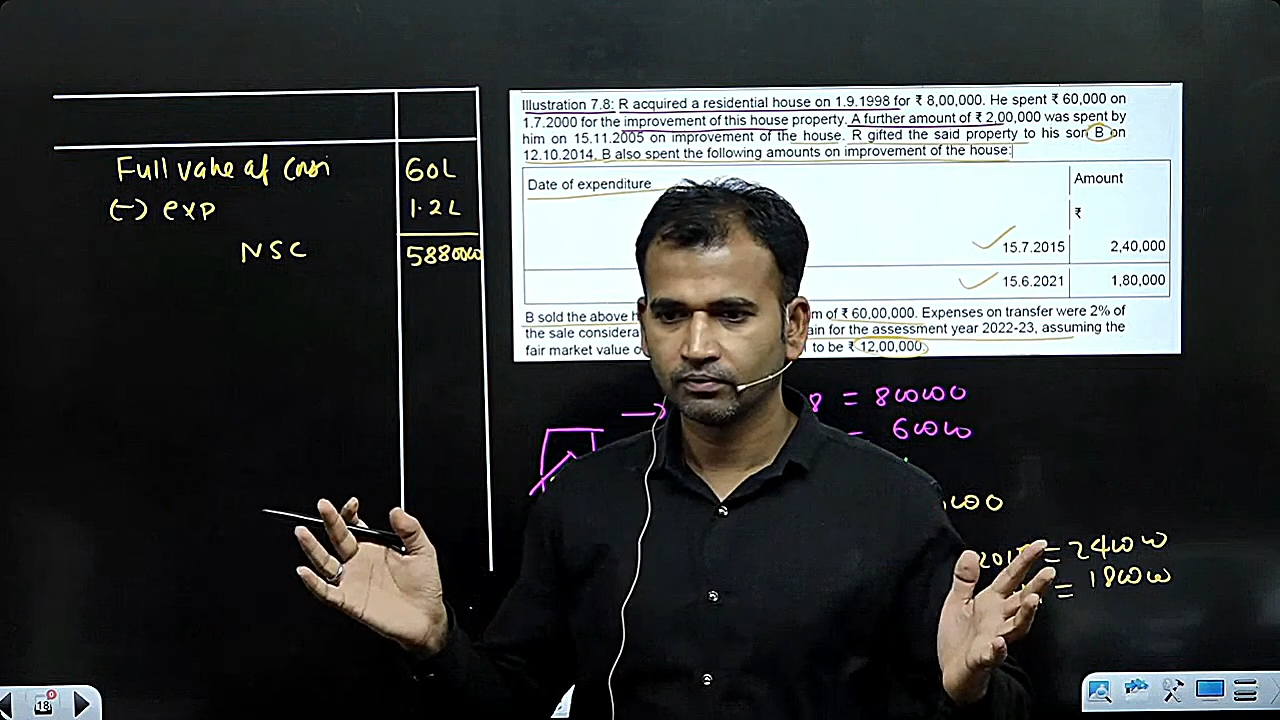 Full value of Consi 60L
(-) exp 1.2L
NSC 5880000
Illustration 7.8: R acquired a residential house on 1.9.1998 for ₹ 8,00,000. He spent ₹ 60,000 on
1.7.2000 for the improvement of this house property. A further amount of ₹ 2,00,000 was spent by
him on 15.11.2005 on improvement of the house. R gifted the said property to his son B on
12.10.2014. B also spent the following amounts on improvement of the house:
Date of expenditure Amount
₹
15.7.2015 2,40,000
15.6.2021 1,80,000
B sold the above h m of ₹ 60,00,000. Expenses on transfer were 2% of
the sale considera ain for the assessment year 2022-23, assuming the
fair market value o to be ₹ 12,00,000.
8 = 800000
= 60000
= 240000
= 180000
18